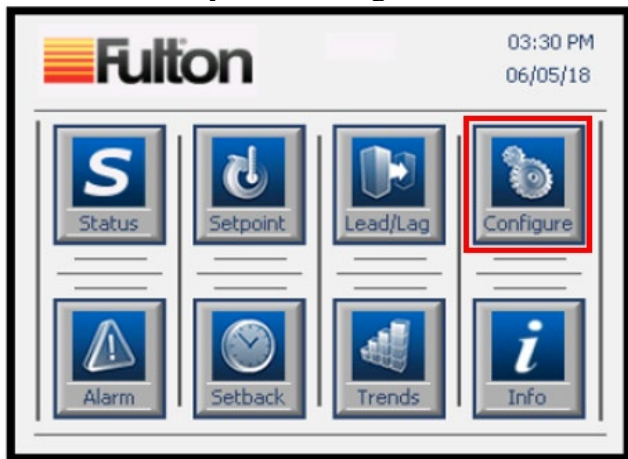 Fulton
03:30 PM
06/05/18
Status
Setpoint
Lead/Lag
Configure
Alarm
Setback
Trends
Info